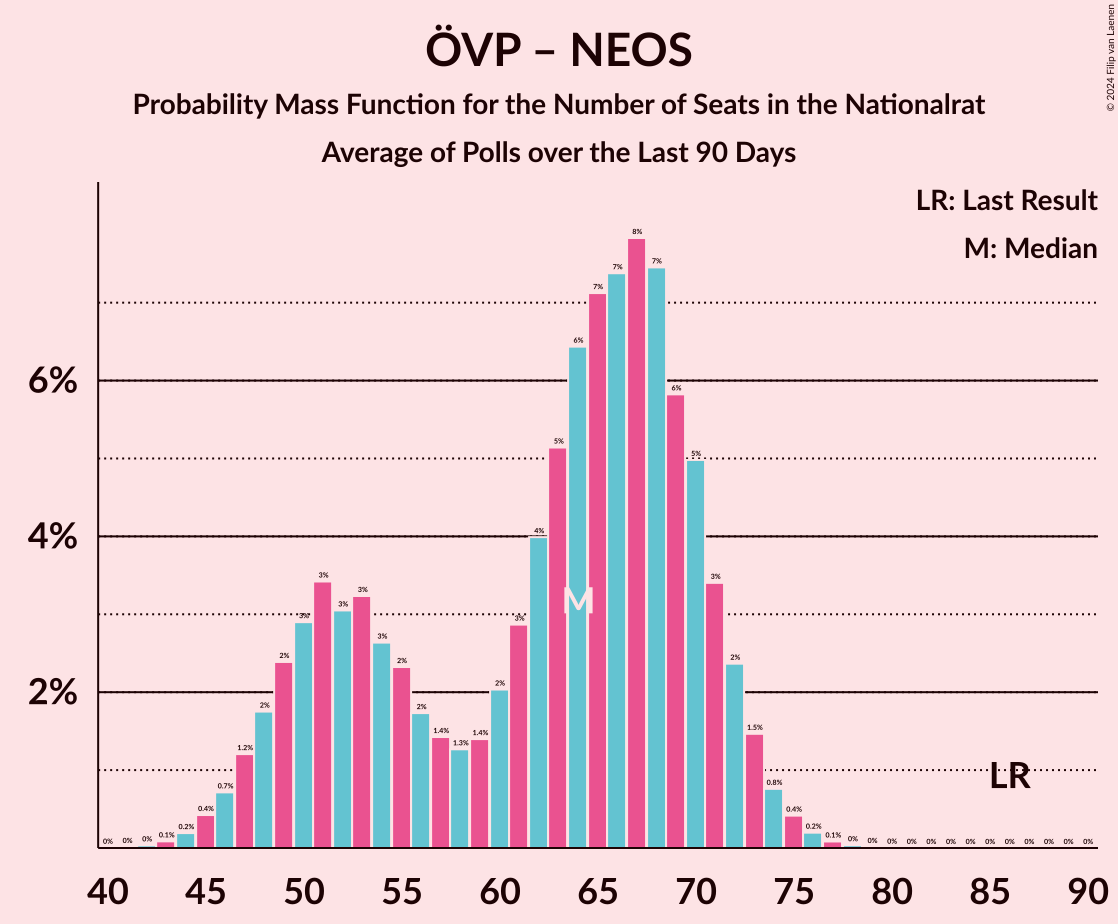 ÖVP – NEOS
Probability Mass Function for the Number of Seats in the Nationalrat
Average of Polls over the Last 90 Days
© 2024 Filip van Laenen
LR: Last Result
M: Median
8%
7% 7%
7%
6%
6%
6%
5%
5%
4%
4%
3% 3% 3% 3% 3% 3% 3%
M
2% 2% 2% 2% 2% 2%
2%
1.2% 1.4% 1.3% 1.4% 1.5%
LR
0.7% 0.8%
0.4% 0.4%
0% 0% 0% 0.1% 0.2% 0.2% 0.1% 0% 0% 0% 0% 0% 0% 0% 0% 0% 0% 0% 0% 0%
40 45 50 55 60 65 70 75 80 85 90